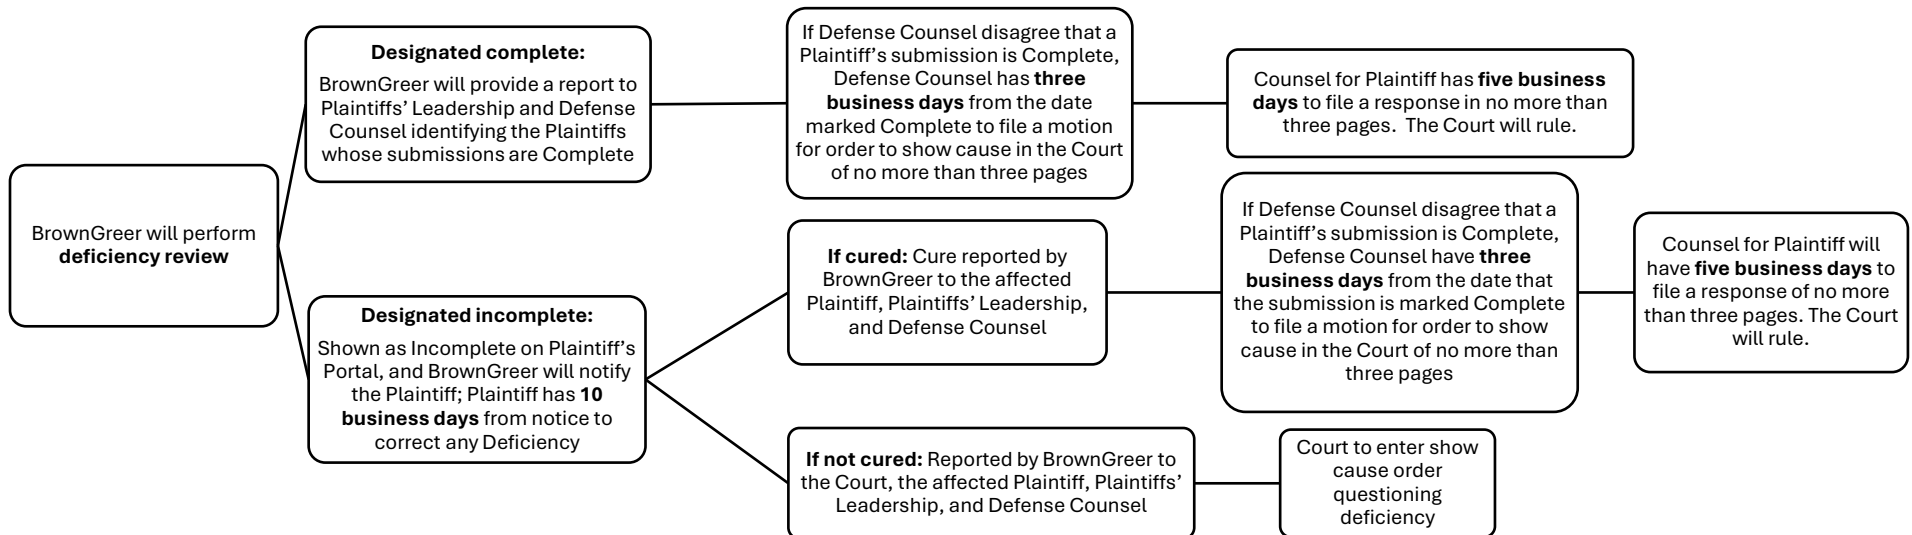 BrownGreer will perform
deficiency review
Designated complete:
BrownGreer will provide a report to
Plaintiffs’ Leadership and Defense
Counsel identifying the Plaintiffs
whose submissions are Complete
If Defense Counsel disagree that a
Plaintiff’s submission is Complete,
Defense Counsel has three
business days from the date
marked Complete to file a motion
for order to show cause in the Court
of no more than three pages
Counsel for Plaintiff has five business
days to file a response in no more than
three pages. The Court will rule.
Designated incomplete:
Shown as Incomplete on Plaintiff’s
Portal, and BrownGreer will notify
the Plaintiff; Plaintiff has 10
business days from notice to
correct any Deficiency
If cured: Cure reported by
BrownGreer to the affected
Plaintiff, Plaintiffs’ Leadership,
and Defense Counsel
If Defense Counsel disagree that a
Plaintiff’s submission is Complete,
Defense Counsel have three
business days from the date that
the submission is marked Complete
to file a motion for order to show
cause in the Court of no more than
three pages
Counsel for Plaintiff will
have five business days to
file a response of no more
than three pages. The Court
will rule.
If not cured: Reported by BrownGreer to
the Court, the affected Plaintiff, Plaintiffs’
Leadership, and Defense Counsel
Court to enter show
cause order
questioning
deficiency